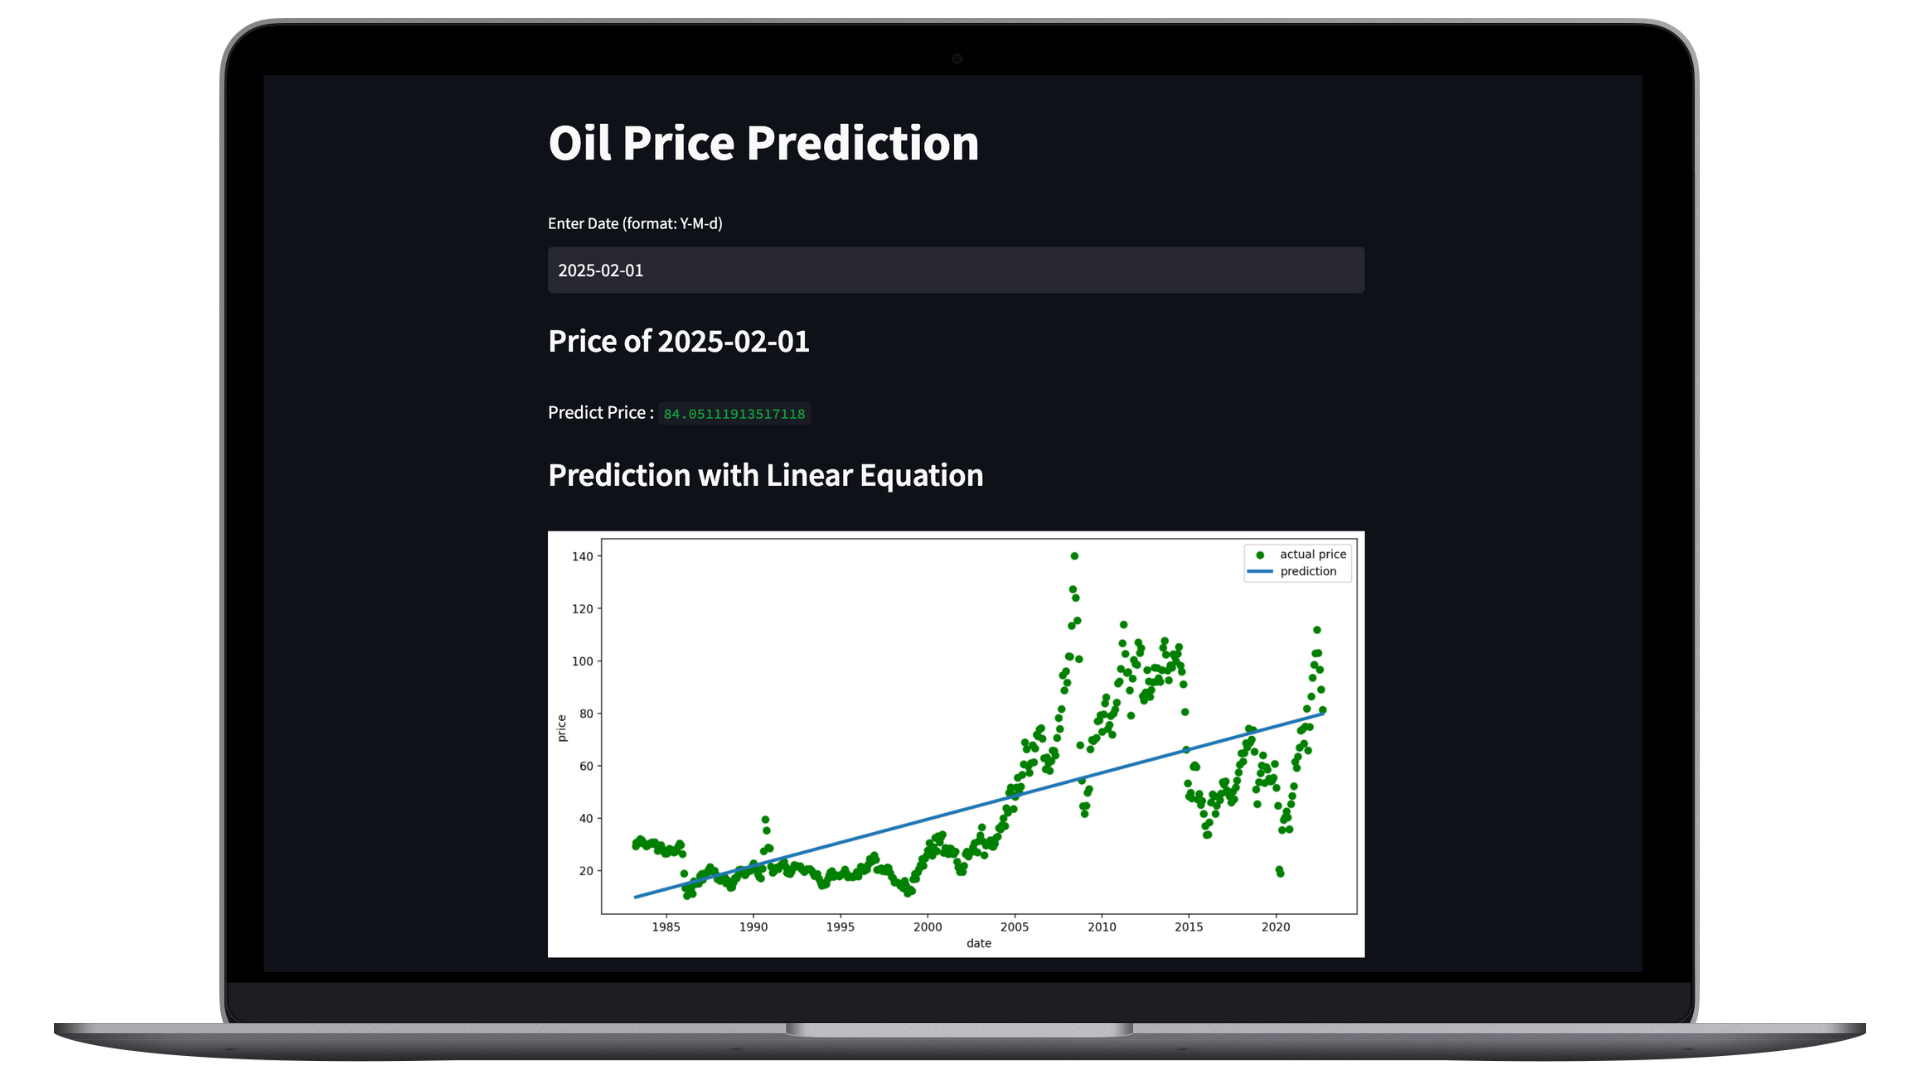 Oil Price Prediction
Enter Date (format: Y-M-d)
2025-02-01
Price of 2025-02-01
Predict Price : 84.05111913517118
Prediction with Linear Equation
140
120
100
80
60
40
20
price
actual price
prediction
1985 1990 1995 2000 2005 2010 2015 2020
date